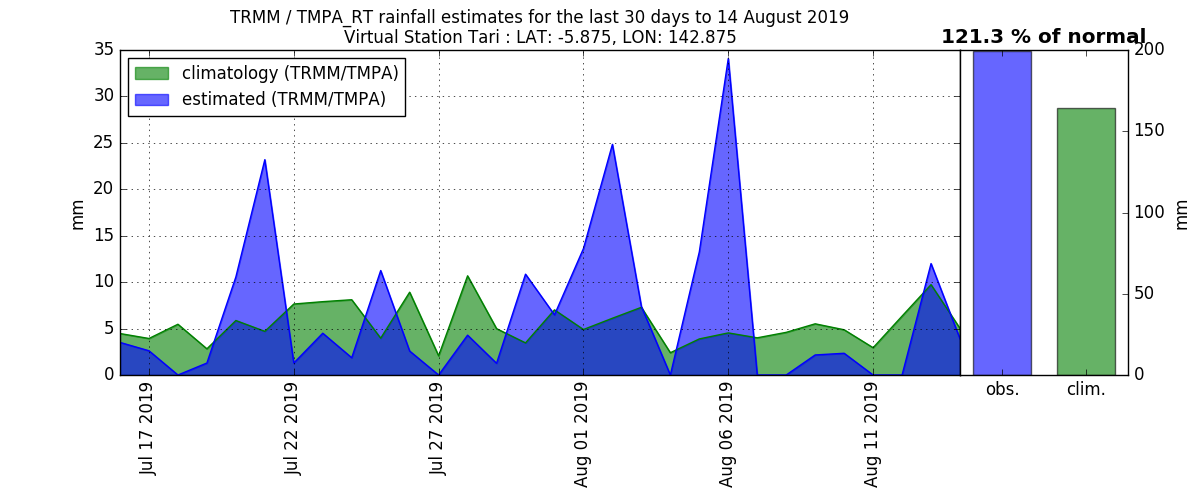 TRMM / TMPA_RT rainfall estimates for the last 30 days to 14 August 2019
Virtual Station Tari : LAT: -5.875, LON: 142.875
121.3 % of normal
climatology (TRMM/TMPA)
estimated (TRMM/TMPA)
35
30
25
20
15
10
5
0
mm
Jul 17 2019
Jul 22 2019
Jul 27 2019
Aug 01 2019
Aug 06 2019
Aug 11 2019
200
150
100
50
0
mm
obs.
clim.